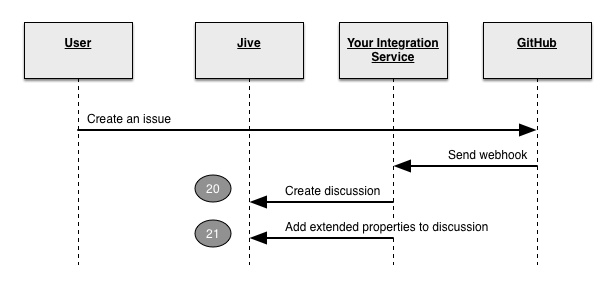 User
Jive
Your Integration
Service
GitHub
Create an issue
Send webhook
20
Create discussion
21
Add extended properties to discussion